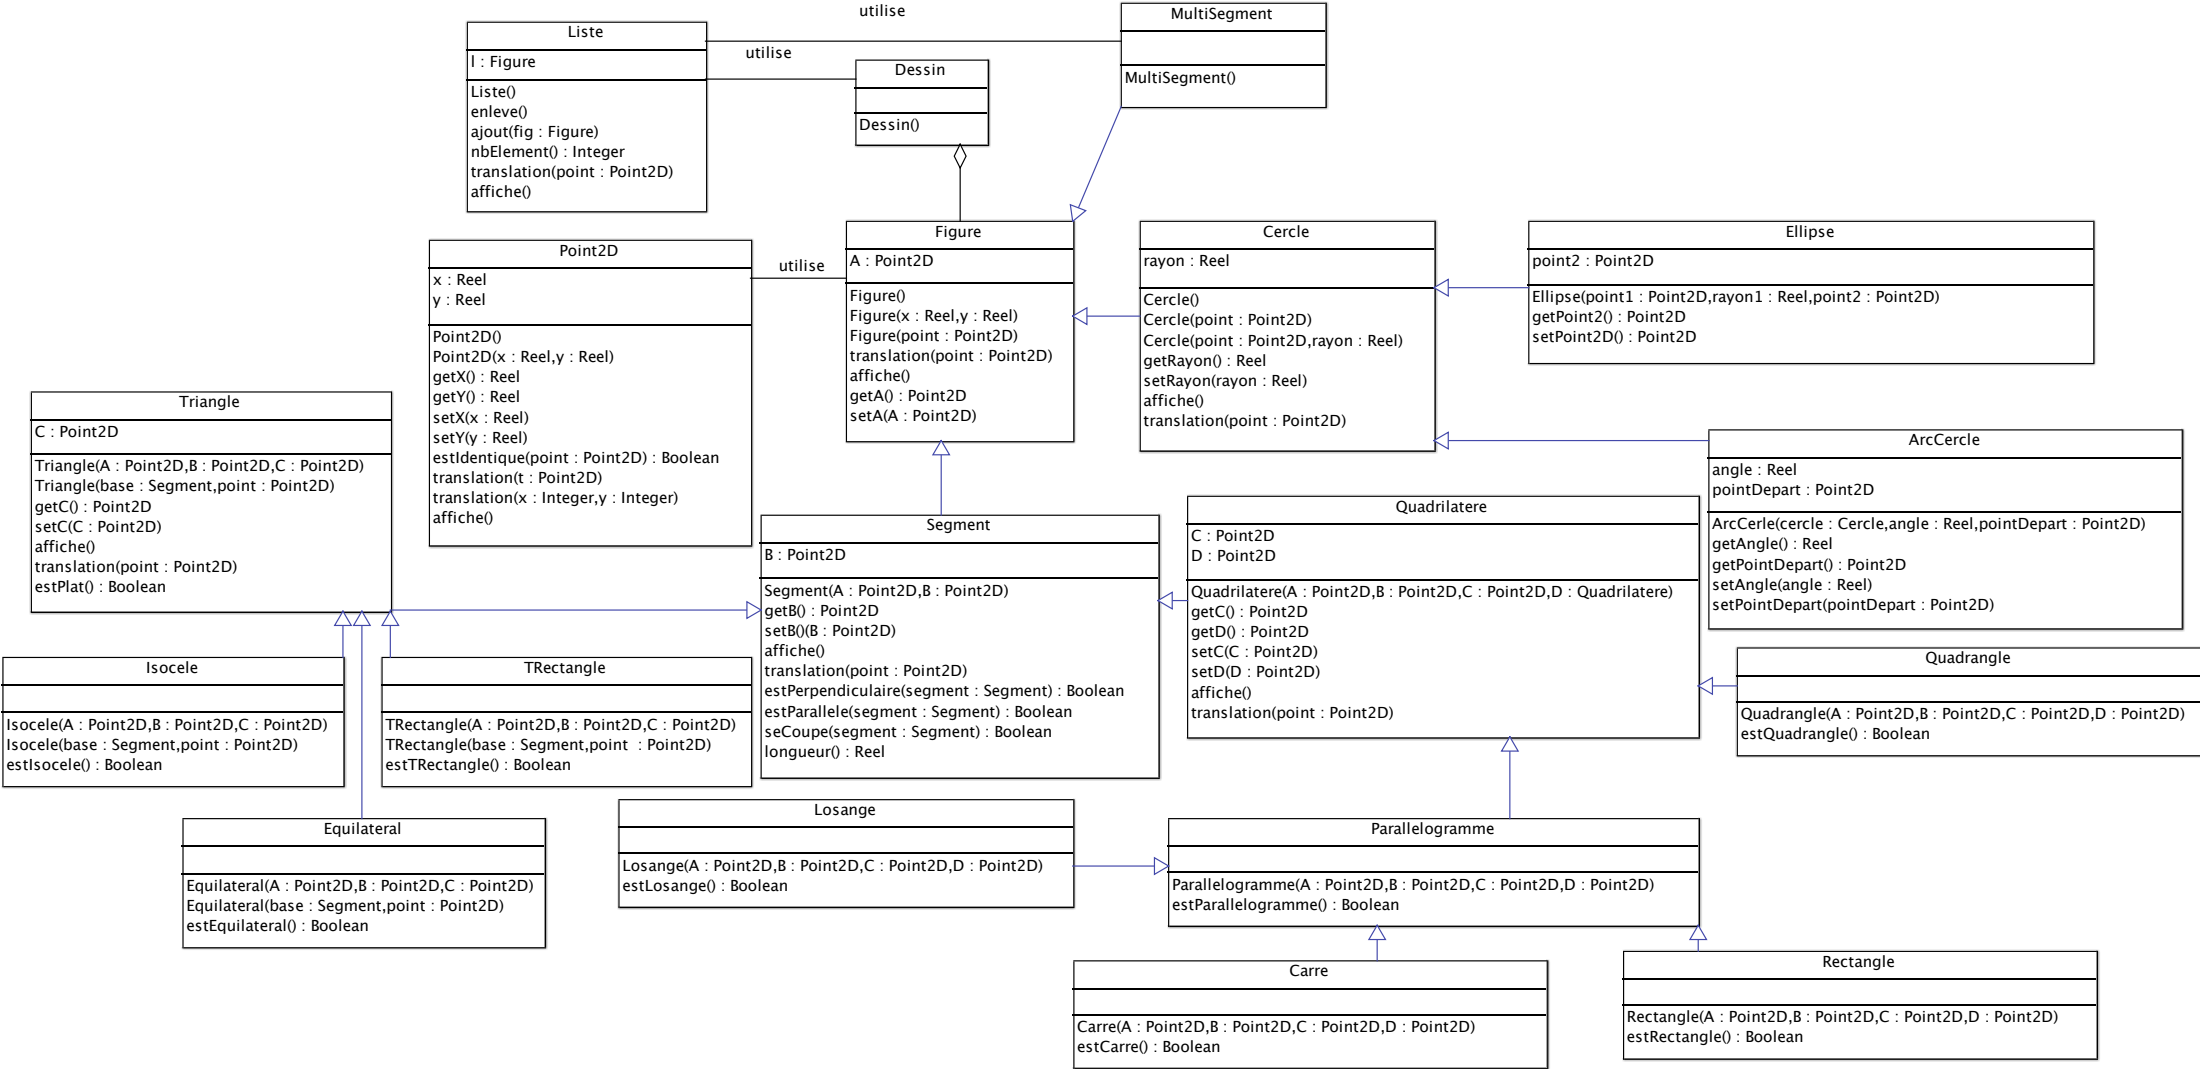 utilise
MultiSegment
MultiSegment()
Liste
l : Figure
Liste()
enleve()
ajout(fig : Figure)
nbElement() : Integer
translation(point : Point2D)
affiche()
utilise
Dessin
Dessin()
Point2D
x : Reel
y : Reel
Point2D()
Point2D(x : Reel,y : Reel)
getX() : Reel
getY() : Reel
setX(x : Reel)
setY(y : Reel)
estIdentique(point : Point2D) : Boolean
translation(t : Point2D)
translation(x : Integer,y : Integer)
affiche()
utilise
Figure
A : Point2D
Figure()
Figure(x : Reel,y : Reel)
Figure(point : Point2D)
translation(point : Point2D)
affiche()
getA() : Point2D
setA(A : Point2D)
Cercle
rayon : Reel
Cercle()
Cercle(point : Point2D)
Cercle(point : Point2D,rayon : Reel)
getRayon() : Reel
setRayon(rayon : Reel)
affiche()
translation(point : Point2D)
Ellipse
point2 : Point2D
Ellipse(point1 : Point2D,rayon1 : Reel,point2 : Point2D)
getPoint2() : Point2D
setPoint2D() : Point2D
Triangle
C : Point2D
Triangle(A : Point2D,B : Point2D,C : Point2D)
Triangle(base : Segment,point : Point2D)
getC() : Point2D
setC(C : Point2D)
affiche()
translation(point : Point2D)
estPlat() : Boolean
ArcCercle
angle : Reel
pointDepart : Point2D
ArcCerle(cercle : Cercle,angle : Reel,pointDepart : Point2D)
getAngle() : Reel
getPointDepart() : Point2D
setAngle(angle : Reel)
setPointDepart(pointDepart : Point2D)
Segment
B : Point2D
Segment(A : Point2D,B : Point2D)
getB() : Point2D
setB()(B : Point2D)
affiche()
translation(point : Point2D)
estPerpendiculaire(segment : Segment) : Boolean
estParallele(segment : Segment) : Boolean
seCoupe(segment : Segment) : Boolean
longueur() : Reel
Quadrilatere
C : Point2D
D : Point2D
Quadrilatere(A : Point2D,B : Point2D,C : Point2D,D : Quadrilatere)
getC() : Point2D
getD() : Point2D
setC(C : Point2D)
setD(D : Point2D)
affiche()
translation(point : Point2D)
Quadrangle
Quadrangle(A : Point2D,B : Point2D,C : Point2D,D : Point2D)
estQuadrangle() : Boolean
Isocele
Isocele(A : Point2D,B : Point2D,C : Point2D)
Isocele(base : Segment,point : Point2D)
estIsocele() : Boolean
TRectangle
TRectangle(A : Point2D,B : Point2D,C : Point2D)
TRectangle(base : Segment,point : Point2D)
estTRectangle() : Boolean
Equilateral
Equilateral(A : Point2D,B : Point2D,C : Point2D)
Equilateral(base : Segment,point : Point2D)
estEquilateral() : Boolean
Losange
Losange(A : Point2D,B : Point2D,C : Point2D,D : Point2D)
estLosange() : Boolean
Parallelogramme
Parallelogramme(A : Point2D,B : Point2D,C : Point2D,D : Point2D)
estParallelogramme() : Boolean
Carre
Carre(A : Point2D,B : Point2D,C : Point2D,D : Point2D)
estCarre() : Boolean
Rectangle
Rectangle(A : Point2D,B : Point2D,C : Point2D,D : Point2D)
estRectangle() : Boolean